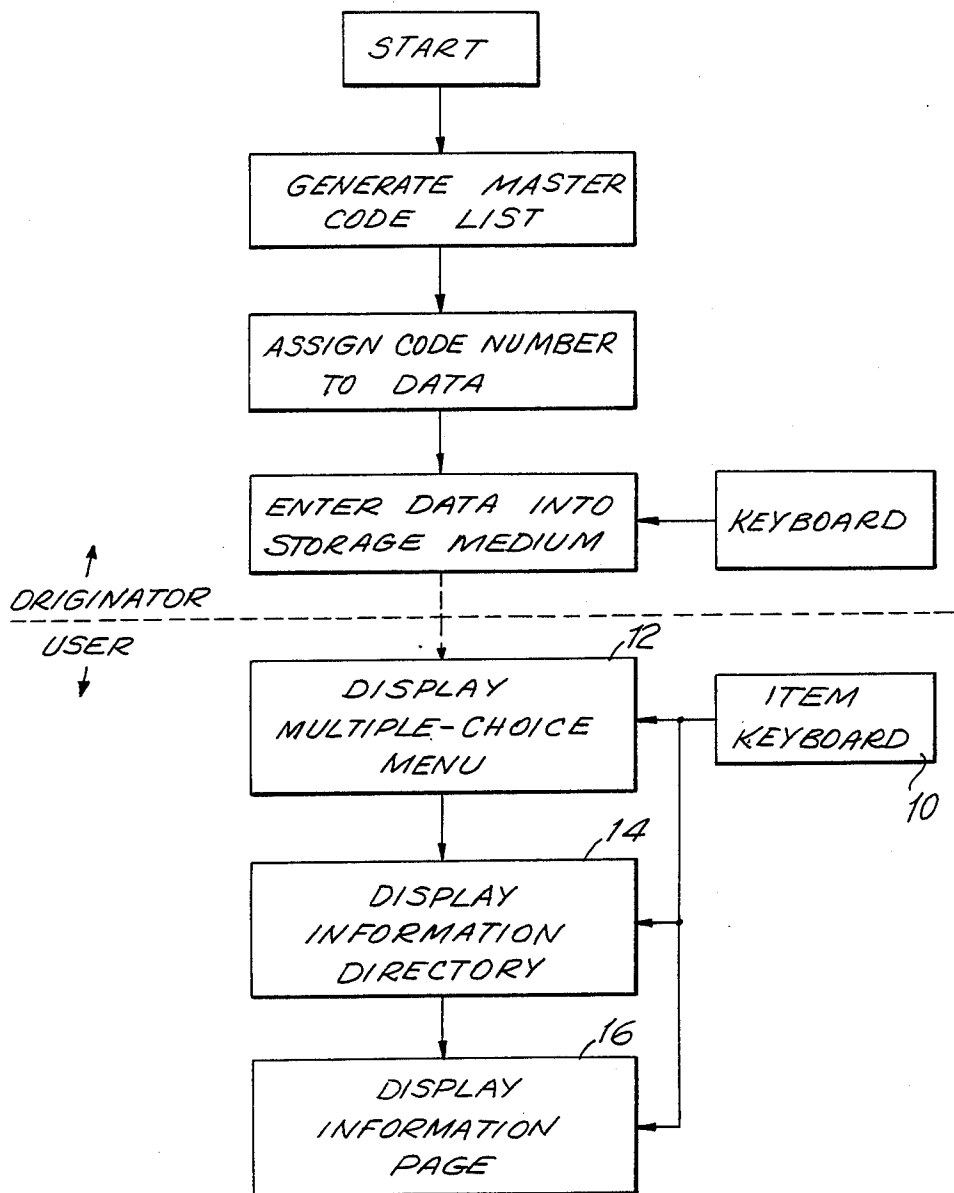 START
GENERATE MASTER
CODE LIST
ASSIGN CODE NUMBER
TO DATA
ENTER DATA INTO
STORAGE MEDIUM
KEYBOARD
ORIGINATOR
USER
12
DISPLAY
MULTIPLE-CHOICE
MENU
ITEM
KEYBOARD
10
14
DISPLAY
INFORMATION
DIRECTORY
16
DISPLAY
INFORMATION
PAGE